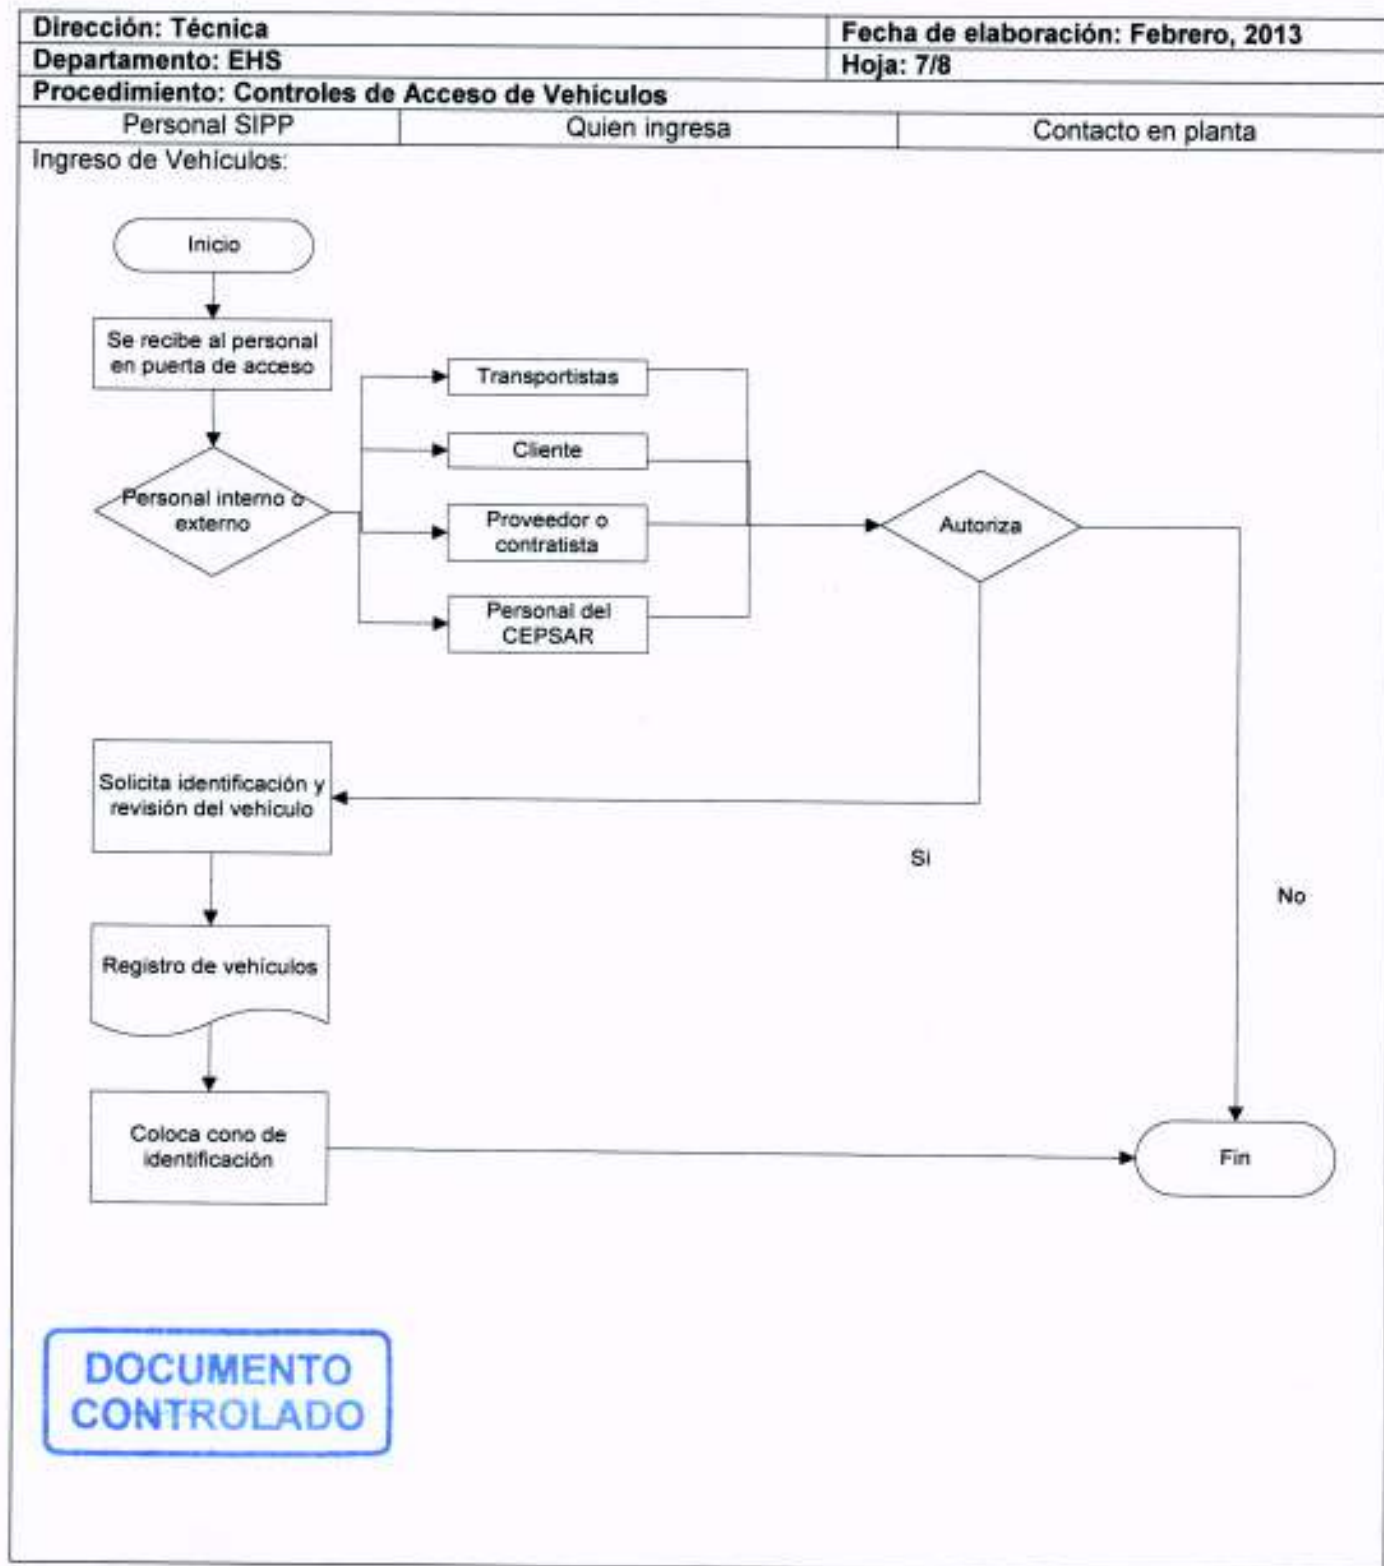 Dirección: Técnica
Fecha de elaboración: Febrero, 2013
Departamento: EHS
Hoja: 7/8
Procedimiento: Controles de Acceso de Vehículos
Personal SIPP
Quien ingresa
Contacto en planta
Ingreso de Vehículos:
Inicio
Se recibe al personal
en puerta de acceso
Personal interno o
externo
Transportistas
Cliente
Proveedor o
contratista
Personal del
CEPSAR
Autoriza
Solicita identificación y
revisión del vehículo
Si
No
Registro de vehículos
Coloca cono de
identificación
Fin
DOCUMENTO
CONTROLADO